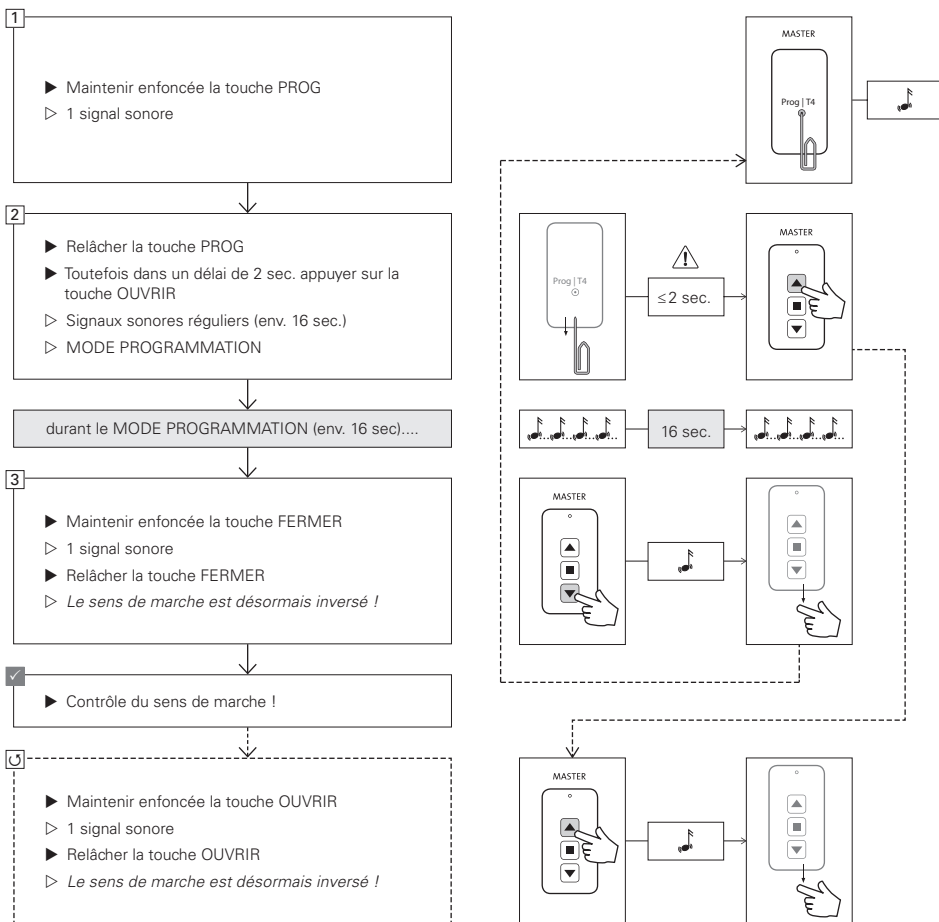 1
▶ Maintenir enfoncée la touche PROG
▷ 1 signal sonore
2
▶ Relâcher la touche PROG
▶ Toutefois dans un délai de 2 sec. appuyer sur la
touche OUVRIR
▷ Signaux sonores réguliers (env. 16 sec.)
▷ MODE PROGRAMMATION
durant le MODE PROGRAMMATION (env. 16 sec)....
3
▶ Maintenir enfoncée la touche FERMER
▷ 1 signal sonore
▶ Relâcher la touche FERMER
▷ Le sens de marche est désormais inversé !
▶ Contrôle du sens de marche !
▶ Maintenir enfoncée la touche OUVRIR
▷ 1 signal sonore
▶ Relâcher la touche OUVRIR
▷ Le sens de marche est désormais inversé !
MASTER
Prog | T4
Prog | T4
≤2 sec.
MASTER
16 sec.
MASTER
MASTER